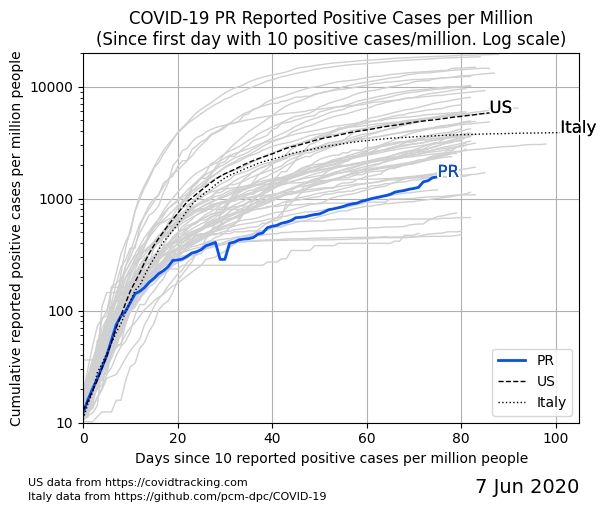 COVID-19 PR Reported Positive Cases per Million
(Since first day with 10 positive cases/million. Log scale)
Cumulative reported positive cases per million people
10000
1000
100
10
US
Italy
PR
PR
US
Italy
0 20 40 60 80 100
Days since 10 reported positive cases per million people
US data from https://covidtracking.com
Italy data from https://github.com/pcm-dpc/COVID-19
7 Jun 2020